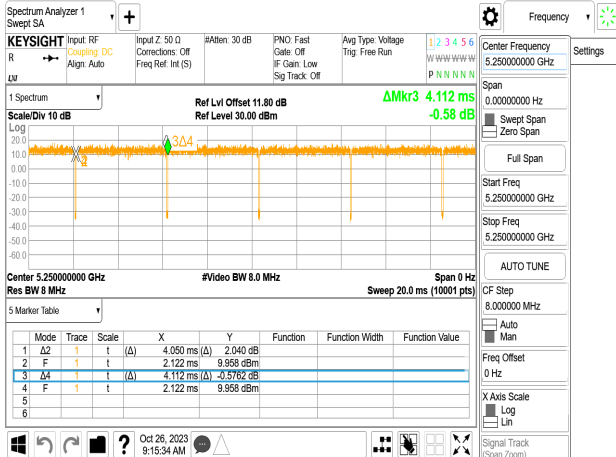 Spectrum Analyzer 1
Swept SA
Frequency
KEYSIGHT Input: RF Input Z: 50 Ω #Atten: 30 dB PNO: Fast Avg Type: Voltage 1 2 3 4 5 6
Coupling: DC Corrections: Off Gate: Off Trig: Free Run W W W W W W
R Align: Auto Freq Ref: Int (S) IF Gain: Low
Sig Track: Off P N N N N N
LXI
1 Spectrum
Scale/Div 10 dB
Ref Lvl Offset 11.80 dB
Ref Level 30.00 dBm
ΔMkr3 4.112 ms
-0.58 dB
Log
20.0
10.0
0.00
-10.0
-20.0
-30.0
-40.0
-50.0
-60.0
3Δ4
Center 5.250000000 GHz #Video BW 8.0 MHz Span 0 Hz
Res BW 8 MHz Sweep 20.0 ms (10001 pts)
5 Marker Table
Mode Trace Scale X Y Function Function Width Function Value
1 Δ2 1 t (Δ) 4.050 ms (Δ) 2.040 dB
2 F 1 t 2.122 ms 9.958 dBm
3 Δ4 1 t (Δ) 4.112 ms (Δ) -0.5762 dB
4 F 1 t 2.122 ms 9.958 dBm
5
6
Oct 26, 2023
9:15:34 AM
Center Frequency
5.250000000 GHz
Settings
Span
0.00000000 Hz
Swept Span
Zero Span
Full Span
Start Freq
5.250000000 GHz
Stop Freq
5.250000000 GHz
AUTO TUNE
CF Step
8.000000 MHz
Auto
Man
Freq Offset
0 Hz
X Axis Scale
Log
Lin
Signal Track
(Span Zoom)